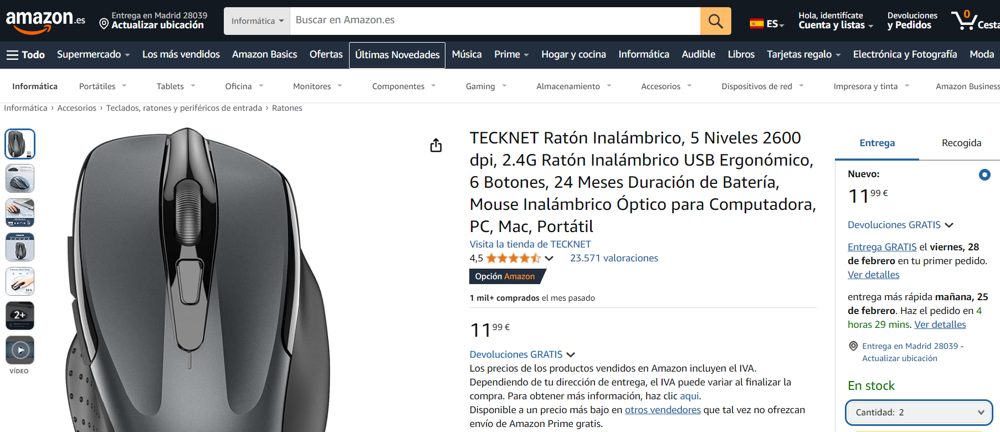 amazon.es
Entrega en Madrid 28039
Actualizar ubicación
Informática
Buscar en Amazon.es
ES
Hola, identifícate
Cuenta y listas
Devoluciones
y Pedidos
0
Cesta
Todo
Supermercado
Los más vendidos
Amazon Basics
Ofertas
Últimas Novedades
Música
Prime
Hogar y cocina
Informática
Audible
Libros
Tarjetas regalo
Electrónica y Fotografía
Moda
Informática
Portátiles
Tablets
Oficina
Monitores
Componentes
Gaming
Almacenamiento
Accesorios
Dispositivos de red
Impresora y tinta
Amazon Business
Informática › Accesorios › Teclados, ratones y periféricos de entrada › Ratones
2+
VÍDEO
TECKNET Ratón Inalámbrico, 5 Niveles 2600
dpi, 2.4G Ratón Inalámbrico USB Ergonómico,
6 Botones, 24 Meses Duración de Batería,
Mouse Inalámbrico Óptico para Computadora,
PC, Mac, Portátil
Visita la tienda de TECKNET
4,5
23.571 valoraciones
Opción Amazon
1 mil+ comprados el mes pasado
11 99 €
Devoluciones GRATIS
Los precios de los productos vendidos en Amazon incluyen el IVA.
Dependiendo de tu dirección de entrega, el IVA puede variar al finalizar la
compra. Para obtener más información, haz clic aqui.
Disponible a un precio más bajo en otros vendedores que tal vez no ofrezcan
envío de Amazon Prime gratis.
Entrega
Recogida
Nuevo:
11 99 €
Devoluciones GRATIS
Entrega GRATIS el viernes, 28
de febrero en tu primer pedido.
Ver detalles
entrega más rápida mañana, 25
de febrero. Haz el pedido en 4
horas 29 mins. Ver detalles
Entrega en Madrid 28039 -
Actualizar ubicación
En stock
Cantidad: 2